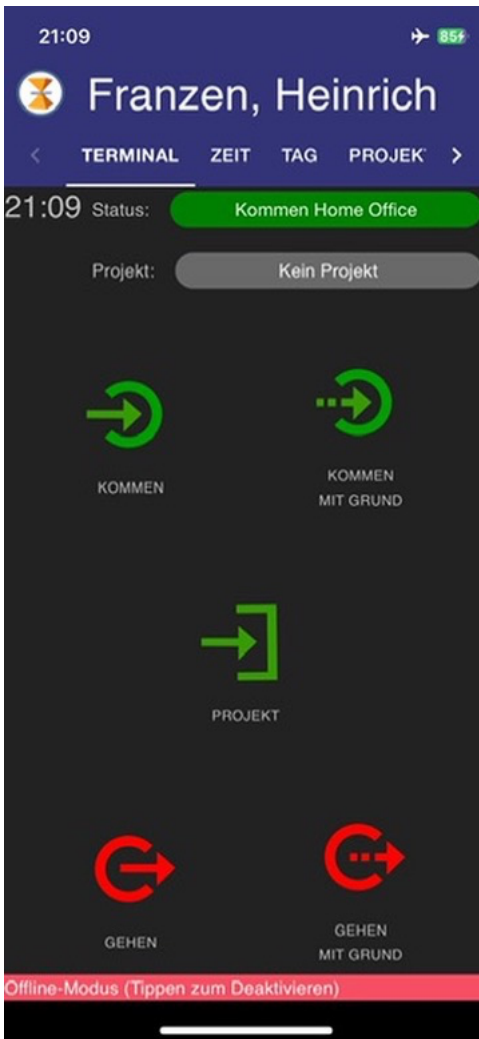 21:09 85
Franzen, Heinrich
TERMINAL ZEIT TAG PROJEK
21:09 Status: Kommen Home Office
Projekt: Kein Projekt
KOMMEN
KOMMEN
MIT GRUND
PROJEKT
GEHEN
GEHEN
MIT GRUND
Offline-Modus (Tippen zum Deaktivieren)